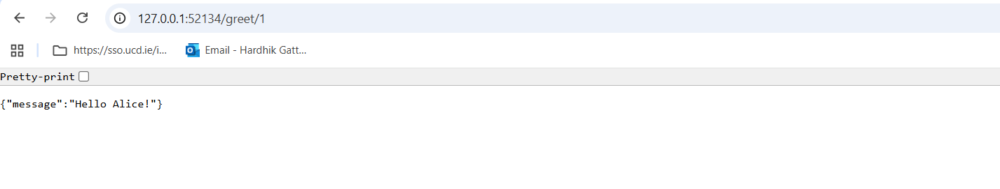 127.0.0.1:52134/greet/1
https://sso.ucd.ie/i... Email - Hardhik Gatt...
Pretty-print
{"message":"Hello Alice!"}